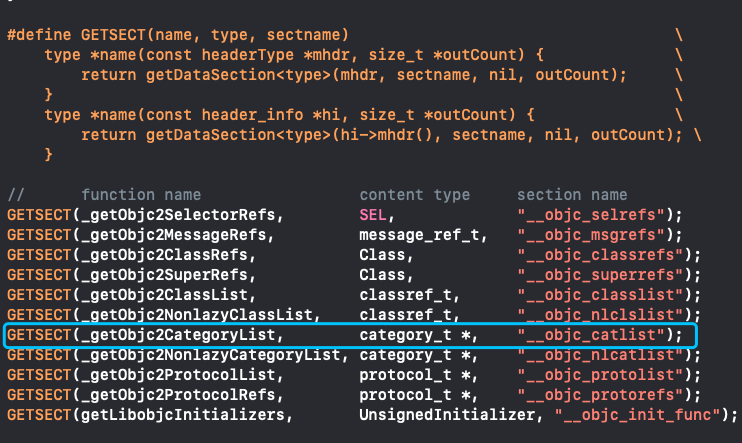 #define GETSECT(name, type, sectname) \
    type *name(const headerType *mhdr, size_t *outCount) { \
        return getDataSection<type>(mhdr, sectname, nil, outCount); \
    } \
    type *name(const header_info *hi, size_t *outCount) { \
        return getDataSection<type>(hi->mhdr(), sectname, nil, outCount); \
    }
//      function name                 content type     section name
GETSECT(_getObjc2SelectorRefs,        SEL,             "__objc_selrefs");
GETSECT(_getObjc2MessageRefs,         message_ref_t,   "__objc_msgrefs");
GETSECT(_getObjc2ClassRefs,           Class,           "__objc_classrefs");
GETSECT(_getObjc2SuperRefs,           Class,           "__objc_superrefs");
GETSECT(_getObjc2ClassList,           classref_t,      "__objc_classlist");
GETSECT(_getObjc2NonlazyClassList,    classref_t,      "__objc_nlclslist");
GETSECT(_getObjc2CategoryList,        category_t *,    "__objc_catlist");
GETSECT(_getObjc2NonlazyCategoryList, category_t *,    "__objc_nlcatlist");
GETSECT(_getObjc2ProtocolList,        protocol_t *,    "__objc_protolist");
GETSECT(_getObjc2ProtocolRefs,        protocol_t *,    "__objc_protorefs");
GETSECT(getLibobjcInitializers,       UnsignedInitializer, "__objc_init_func");